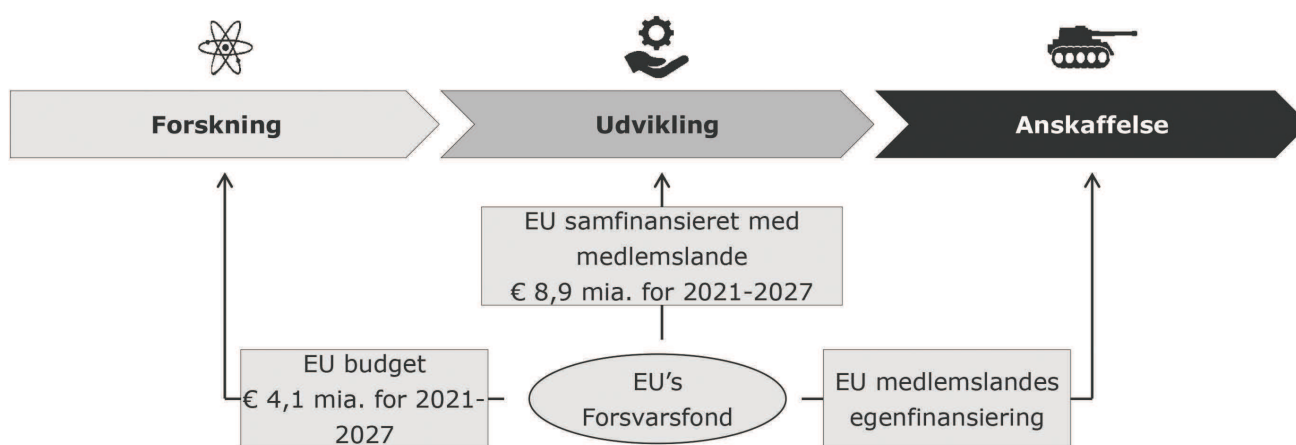 Forskning
Udvikling
Anskaffelse
EU samfinansieret med
medlemslande
€ 8,9 mia. for 2021-2027
EU budget
€ 4,1 mia. for 2021-
2027
EU's
Forsvarsfond
EU medlemslandes
egenfinansiering